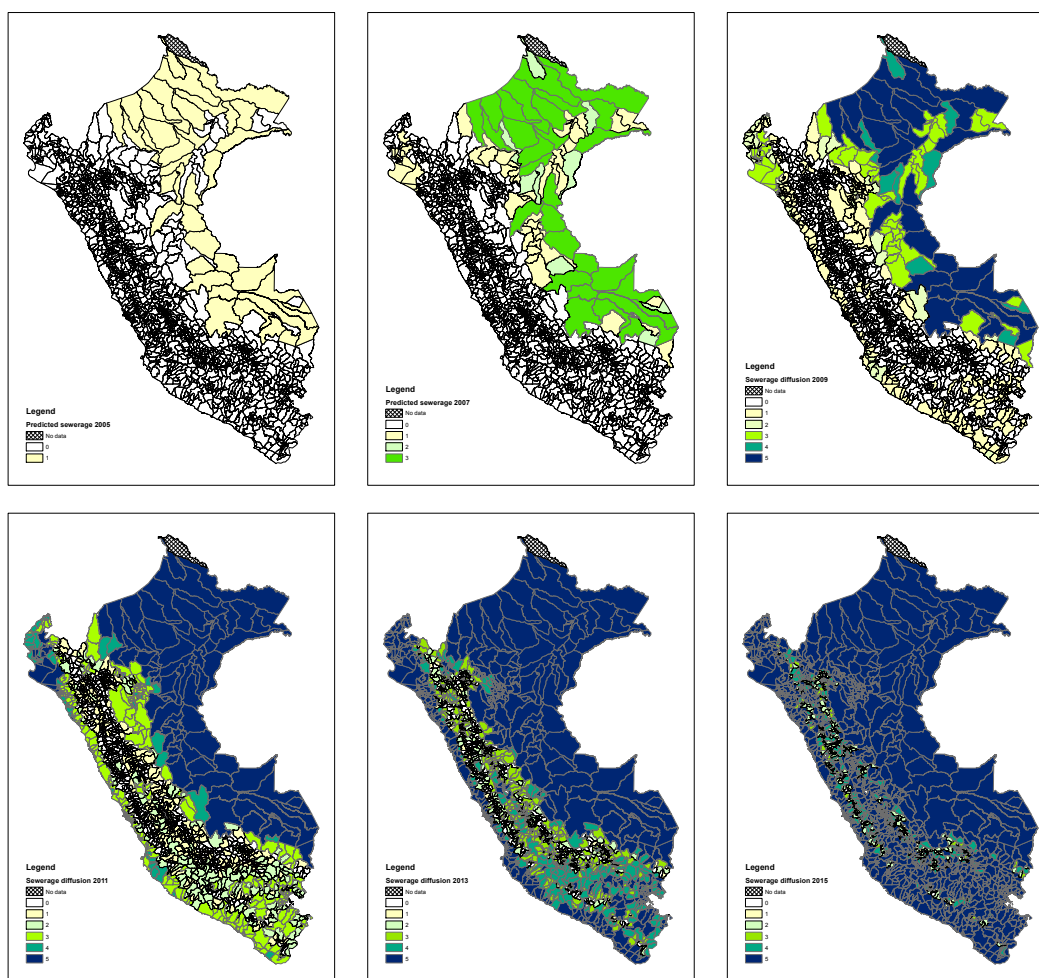 Legend
Predicted sewerage 2005
No data
0
1
Legend
Predicted sewerage 2007
No data
0
1
2
3
Legend
Sewerage diffusion 2009
No data
0
1
2
3
4
5
Legend
Sewerage diffusion 2011
No data
0
1
2
3
4
5
Legend
Sewerage diffusion 2013
No data
0
1
2
3
4
5
Legend
Sewerage diffusion 2015
No data
0
1
2
3
4
5